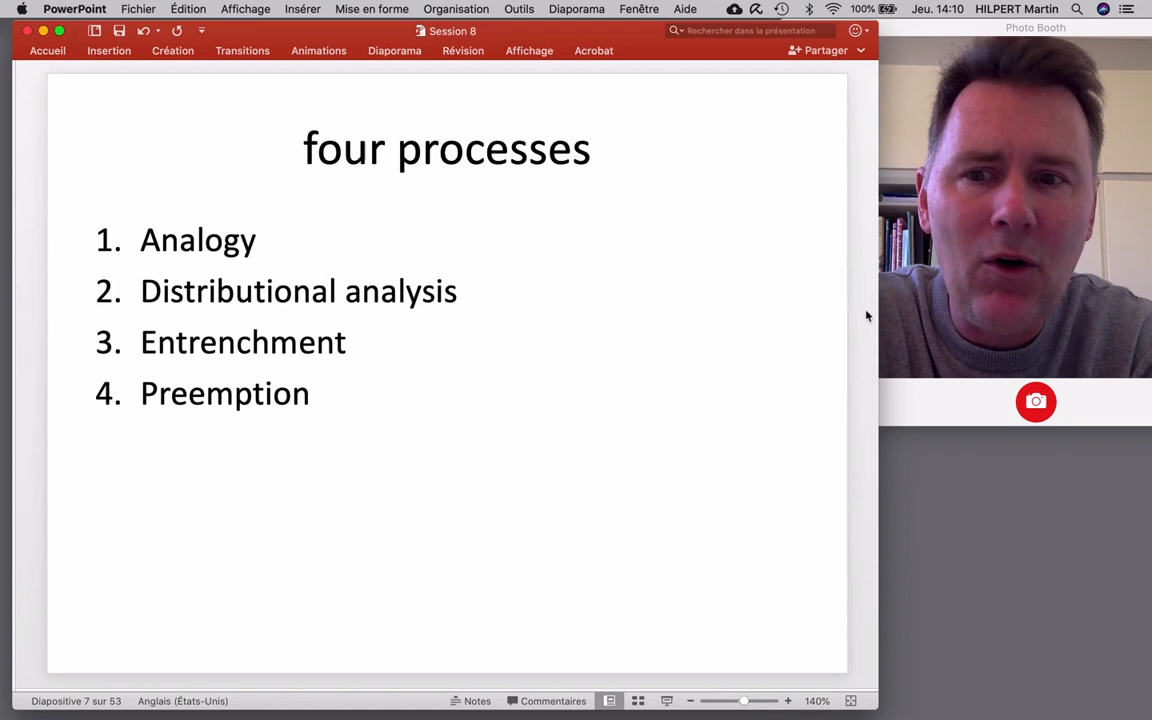 PowerPoint Fichier Édition Affichage Insérer Mise en forme Organisation Outils Diaporama Fenêtre Aide 100% Jeu. 14:10 HILPERT Martin
Session 8 Rechercher dans la présentation
Photo Booth
Accueil Insertion Création Transitions Animations Diaporama Révision Affichage Acrobat Partager
four processes
1. Analogy
2. Distributional analysis
3. Entrenchment
4. Preemption
Diapositive 7 sur 53 Anglais (États-Unis) Notes Commentaires 140%